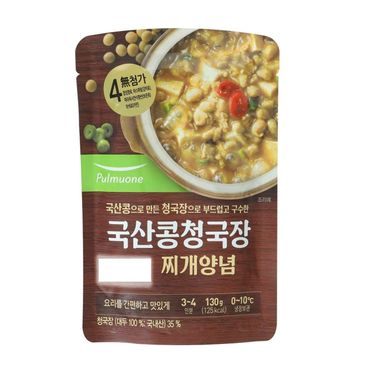 4 無첨가
Pulmuone
조리예
국산콩으로 만든 청국장으로 부드럽고 구수한
국산콩청국장
찌개양념
요리를 간편하고 맛있게
3~4 인분
130g (125kcal)
0~10℃ 냉장보관
청국장 (대두 100 %: 국내산) 35 %